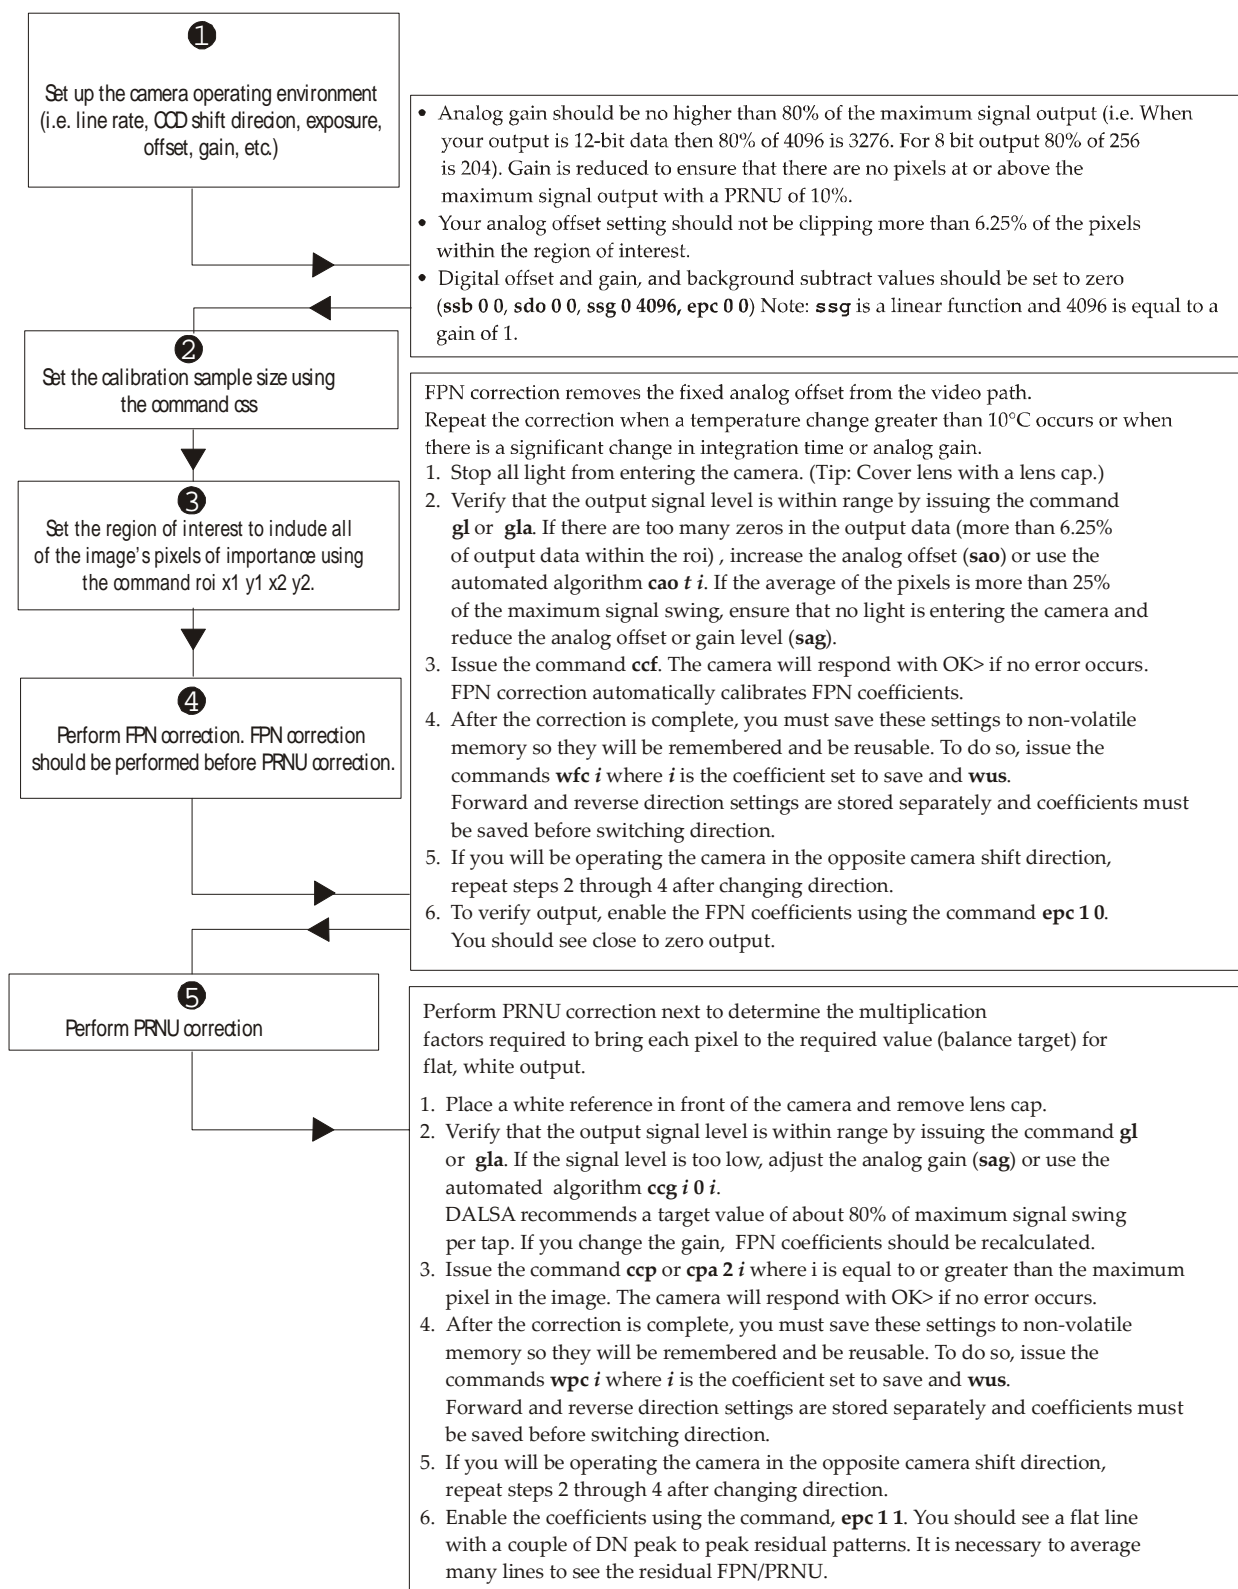 1
Set up the camera operating environment
(i.e. line rate, CCD shift direcion, exposure,
offset, gain, etc.)
• Analog gain should be no higher than 80% of the maximum signal output (i.e. When
your output is 12-bit data then 80% of 4096 is 3276. For 8 bit output 80% of 256
is 204). Gain is reduced to ensure that there are no pixels at or above the
maximum signal output with a PRNU of 10%.
• Your analog offset setting should not be clipping more than 6.25% of the pixels
within the region of interest.
• Digital offset and gain, and background subtract values should be set to zero
(ssb 0 0, sdo 0 0, ssg 0 4096, epc 0 0) Note: ssg is a linear function and 4096 is equal to a
gain of 1.
2
Set the calibration sample size using
the command css
3
Set the region of interest to include all
of the image's pixels of importance using
the command roi x1 y1 x2 y2.
4
Perform FPN correction. FPN correction
should be performed before PRNU correction.
FPN correction removes the fixed analog offset from the video path.
Repeat the correction when a temperature change greater than 10°C occurs or when
there is a significant change in integration time or analog gain.
1. Stop all light from entering the camera. (Tip: Cover lens with a lens cap.)
2. Verify that the output signal level is within range by issuing the command
gl or gla. If there are too many zeros in the output data (more than 6.25%
of output data within the roi) , increase the analog offset (sao) or use the
automated algorithm cao t i. If the average of the pixels is more than 25%
of the maximum signal swing, ensure that no light is entering the camera and
reduce the analog offset or gain level (sag).
3. Issue the command ccf. The camera will respond with OK> if no error occurs.
FPN correction automatically calibrates FPN coefficients.
4. After the correction is complete, you must save these settings to non-volatile
memory so they will be remembered and be reusable. To do so, issue the
commands wfc i where i is the coefficient set to save and wus.
Forward and reverse direction settings are stored separately and coefficients must
be saved before switching direction.
5. If you will be operating the camera in the opposite camera shift direction,
repeat steps 2 through 4 after changing direction.
6. To verify output, enable the FPN coefficients using the command epc 1 0.
You should see close to zero output.
5
Perform PRNU correction
Perform PRNU correction next to determine the multiplication
factors required to bring each pixel to the required value (balance target) for
flat, white output.
1. Place a white reference in front of the camera and remove lens cap.
2. Verify that the output signal level is within range by issuing the command gl
or gla. If the signal level is too low, adjust the analog gain (sag) or use the
automated algorithm ccg i 0 i.
DALSA recommends a target value of about 80% of maximum signal swing
per tap. If you change the gain, FPN coefficients should be recalculated.
3. Issue the command ccp or cpa 2 i where i is equal to or greater than the maximum
pixel in the image. The camera will respond with OK> if no error occurs.
4. After the correction is complete, you must save these settings to non-volatile
memory so they will be remembered and be reusable. To do so, issue the
commands wpc i where i is the coefficient set to save and wus.
Forward and reverse direction settings are stored separately and coefficients must
be saved before switching direction.
5. If you will be operating the camera in the opposite camera shift direction,
repeat steps 2 through 4 after changing direction.
6. Enable the coefficients using the command, epc 1 1. You should see a flat line
with a couple of DN peak to peak residual patterns. It is necessary to average
many lines to see the residual FPN/PRNU.